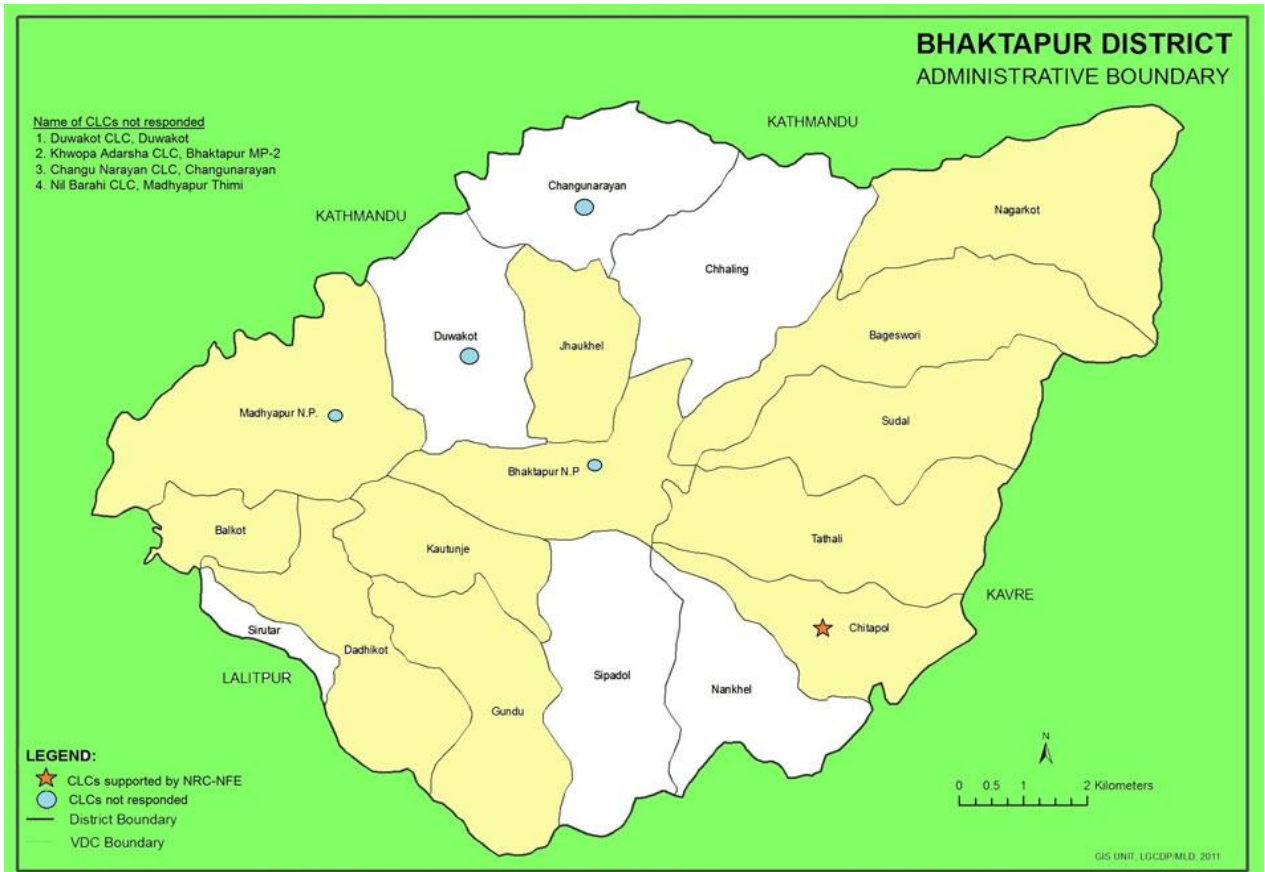 BHAKTAPUR DISTRICT
ADMINISTRATIVE BOUNDARY
Name of CLCs not responded
1. Duwakot CLC, Duwakot
2. Khwopa Adarsha CLC, Bhaktapur MP-2
3. Changu Narayan CLC, Changunarayan
4. Nil Barahi CLC, Madhyapur Thimi
KATHMANDU
Changunarayan
KATHMANDU
Nagarkot
Chhaling
Duwakot
Jhaukhel
Bageswori
Madhyapur N.P.
Sudal
Bhaktapur N.P
Balkot
Kautunje
Tathali
KAVRE
Sirutar
Chitapol
Dadhikot
LALITPUR
Sipadol
Nankhel
Gundu
LEGEND:
CLCs supported by NRC-NFE
CLCs not responded
District Boundary
VDC Boundary
N
0 0.5 1 2 Kilometers
GIS UNIT, LGCDP/MLD, 2011